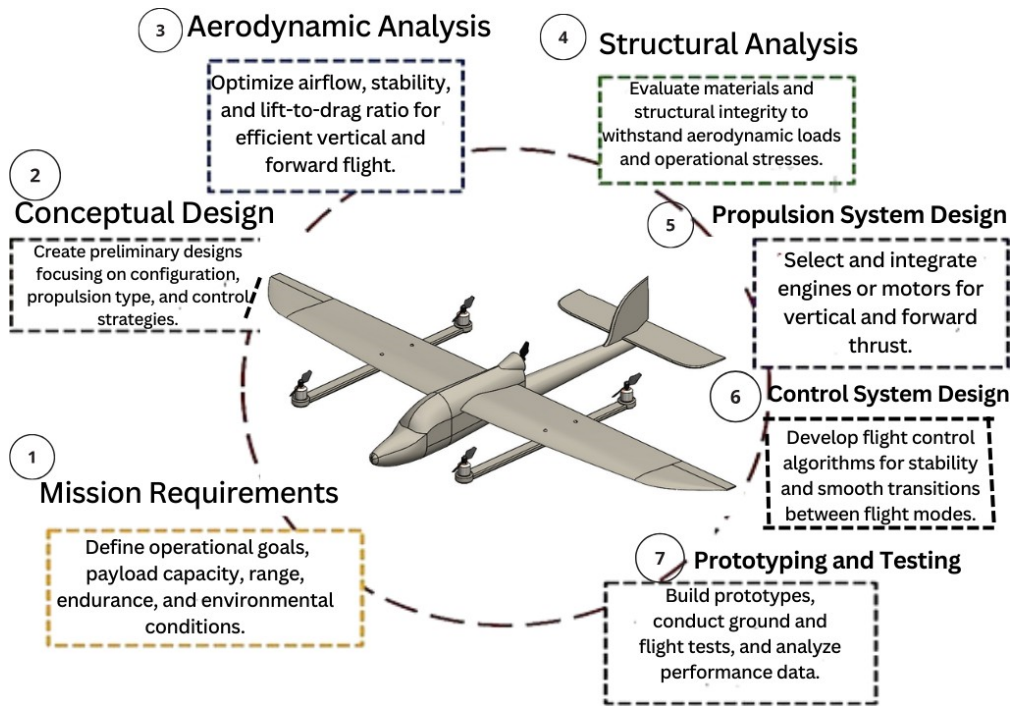 1
Mission Requirements
Define operational goals,
payload capacity, range,
endurance, and environmental
conditions.
2
Conceptual Design
Create preliminary designs
focusing on configuration,
propulsion type, and control
strategies.
3
Aerodynamic Analysis
Optimize airflow, stability,
and lift-to-drag ratio for
efficient vertical and
forward flight.
4
Structural Analysis
Evaluate materials and
structural integrity to
withstand aerodynamic loads
and operational stresses.
5
Propulsion System Design
Select and integrate
engines or motors for
vertical and forward
thrust.
6
Control System Design
Develop flight control
algorithms for stability
and smooth transitions
between flight modes.
7
Prototyping and Testing
Build prototypes,
conduct ground and
flight tests, and analyze
performance data.